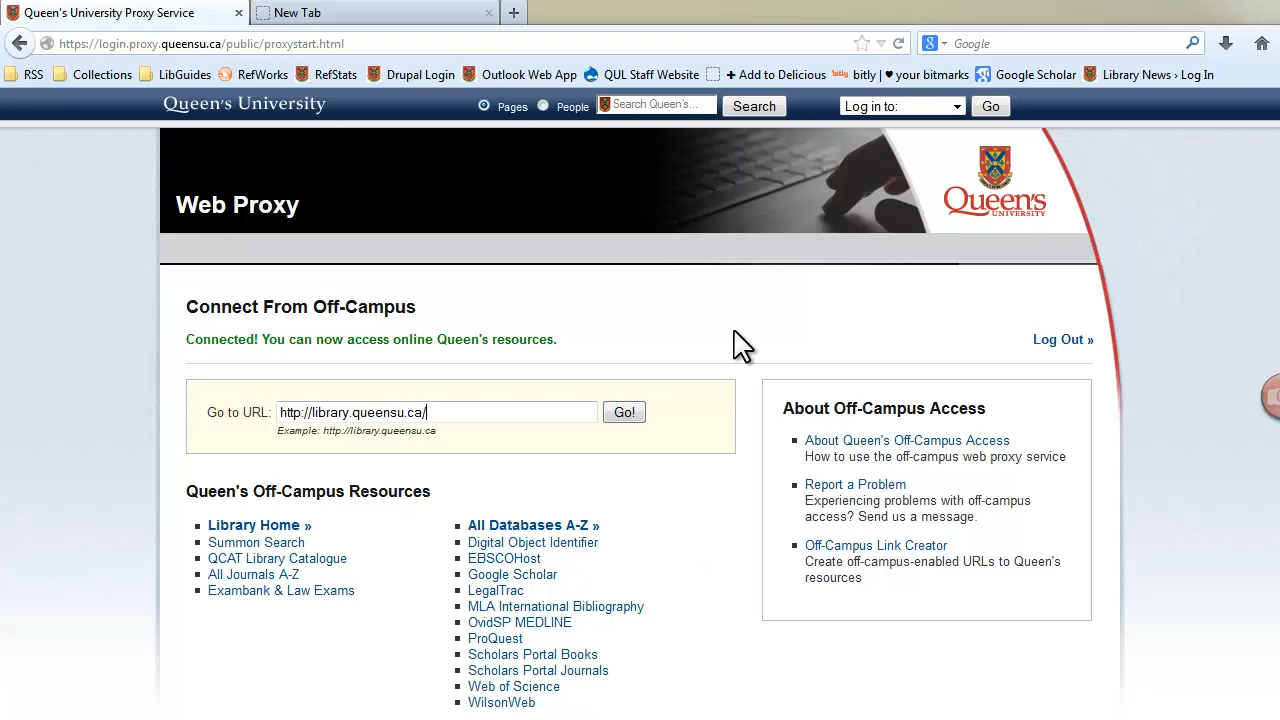 Queen's University Proxy Service
New Tab
https://login.proxy.queensu.ca/public/proxystart.html
Google
RSS Collections LibGuides RefWorks RefStats Drupal Login Outlook Web App QUL Staff Website + Add to Delicious bitly bitly | ♥ your bitmarks Google Scholar Library News › Log In
Queen's University
Pages People Search Queen's... Search Log in to: Go
Web Proxy
Queen's
UNIVERSITY
Connect From Off-Campus
Connected! You can now access online Queen's resources.
Log Out »
Go to URL: http://library.queensu.ca/ Go!
Example: http://library.queensu.ca
Queen's Off-Campus Resources
Library Home »
Summon Search
QCAT Library Catalogue
All Journals A-Z
Exambank & Law Exams
All Databases A-Z »
Digital Object Identifier
EBSCOHost
Google Scholar
LegalTrac
MLA International Bibliography
OvidSP MEDLINE
ProQuest
Scholars Portal Books
Scholars Portal Journals
Web of Science
WilsonWeb
About Off-Campus Access
About Queen's Off-Campus Access
How to use the off-campus web proxy service
Report a Problem
Experiencing problems with off-campus
access? Send us a message.
Off-Campus Link Creator
Create off-campus-enabled URLs to Queen's
resources